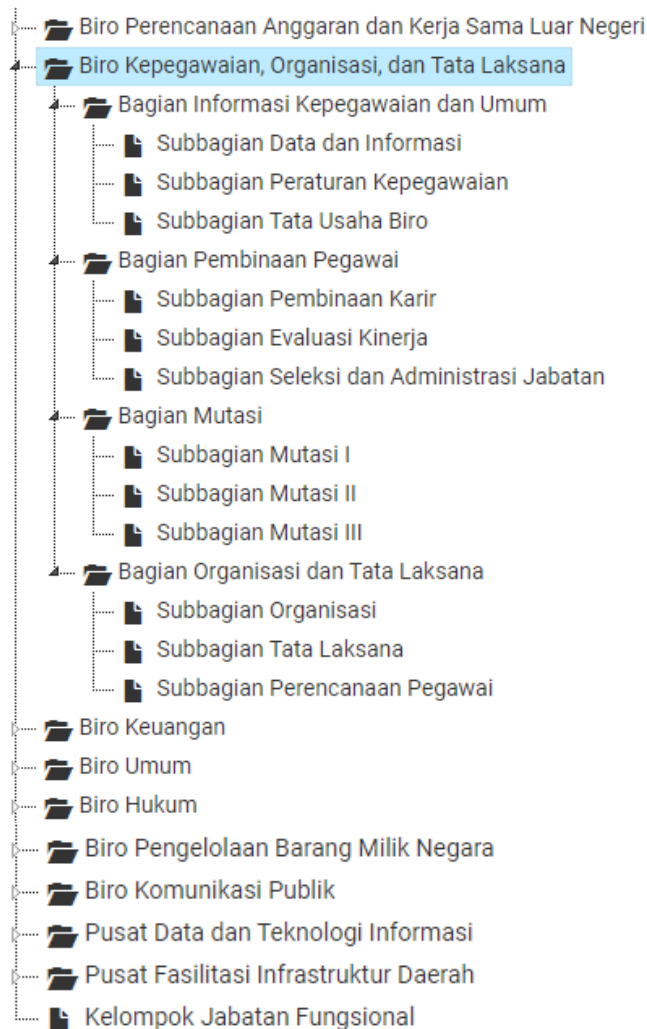 Biro Perencanaan Anggaran dan Kerja Sama Luar Negeri
Biro Kepegawaian, Organisasi, dan Tata Laksana
Bagian Informasi Kepegawaian dan Umum
Subbagian Data dan Informasi
Subbagian Peraturan Kepegawaian
Subbagian Tata Usaha Biro
Bagian Pembinaan Pegawai
Subbagian Pembinaan Karir
Subbagian Evaluasi Kinerja
Subbagian Seleksi dan Administrasi Jabatan
Bagian Mutasi
Subbagian Mutasi I
Subbagian Mutasi II
Subbagian Mutasi III
Bagian Organisasi dan Tata Laksana
Subbagian Organisasi
Subbagian Tata Laksana
Subbagian Perencanaan Pegawai
Biro Keuangan
Biro Umum
Biro Hukum
Biro Pengelolaan Barang Milik Negara
Biro Komunikasi Publik
Pusat Data dan Teknologi Informasi
Pusat Fasilitasi Infrastruktur Daerah
Kelompok Jabatan Fungsional